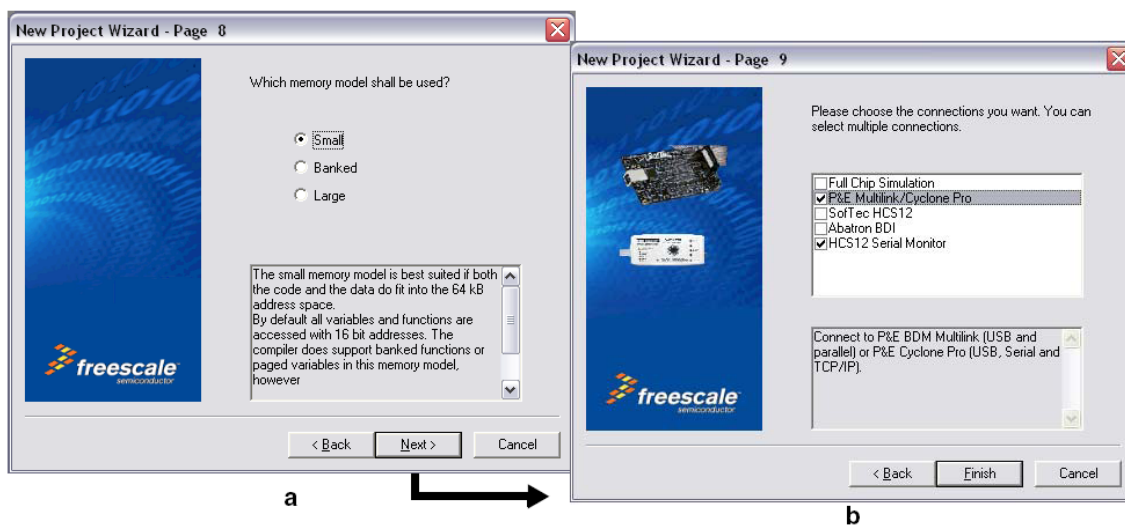 New Project Wizard - Page 8
Which memory model shall be used?
Small
Banked
Large
The small memory model is best suited if both
the code and the data do fit into the 64 kB
address space.
By default all variables and functions are
accessed with 16 bit addresses. The
compiler does support banked functions or
paged variables in this memory model,
however
freescale
semiconductor
< Back
Next >
Cancel
a
New Project Wizard - Page 9
Please choose the connections you want. You can
select multiple connections.
Full Chip Simulation
P&E Multilink/Cyclone Pro
SofTec HCS12
Abatron BDI
HCS12 Serial Monitor
Connect to P&E BDM Multilink (USB and
parallel) or P&E Cyclone Pro (USB, Serial and
TCP/IP).
freescale
semiconductor
< Back
Finish
Cancel
b